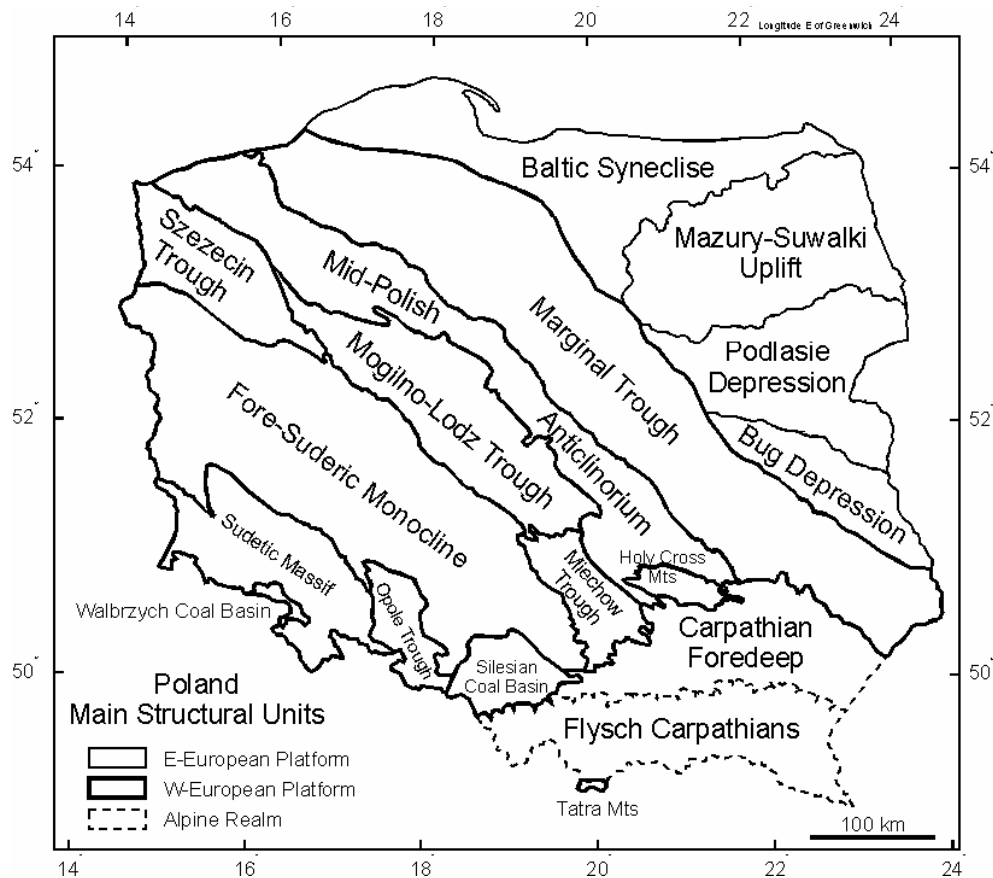 14 16 18 20 22 Longitude E of Greenwich 24
54
54
Baltic Syneclise
Szezecin
Trough
Mid-Polish
Mazury-Suwalki
Uplift
Marginal Trough
Podlasie
Depression
Mogilno-Lodz Trough
52
52
Fore-Suderic Monocline
Anticlinorium
Bug Depression
Sudetic Massif
Holy Cross
Mts
Miechow
Trough
Walbrzych Coal Basin
Opole Trough
Carpathian
Foredeep
50
50
Silesian
Coal Basin
Poland
Main Structural Units
Flysch Carpathians
E-European Platform
W-European Platform
Alpine Realm
Tatra Mts
100 km
14 16 18 20 22 24